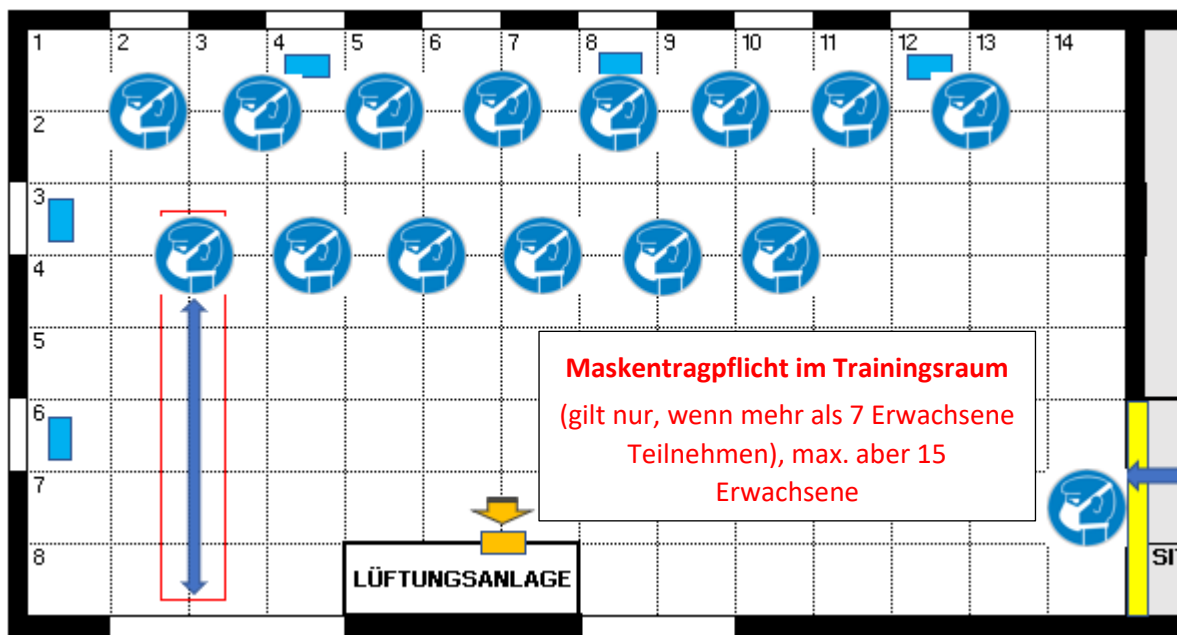 1 2 3 4 5 6 7 8 9 10 11 12 13 14
2
3
4
5
Maskentragpflicht im Trainingsraum
(gilt nur, wenn mehr als 7 Erwachsene
Teilnehmen), max. aber 15
Erwachsene
6
7
8
LÜFTUNGSANLAGE